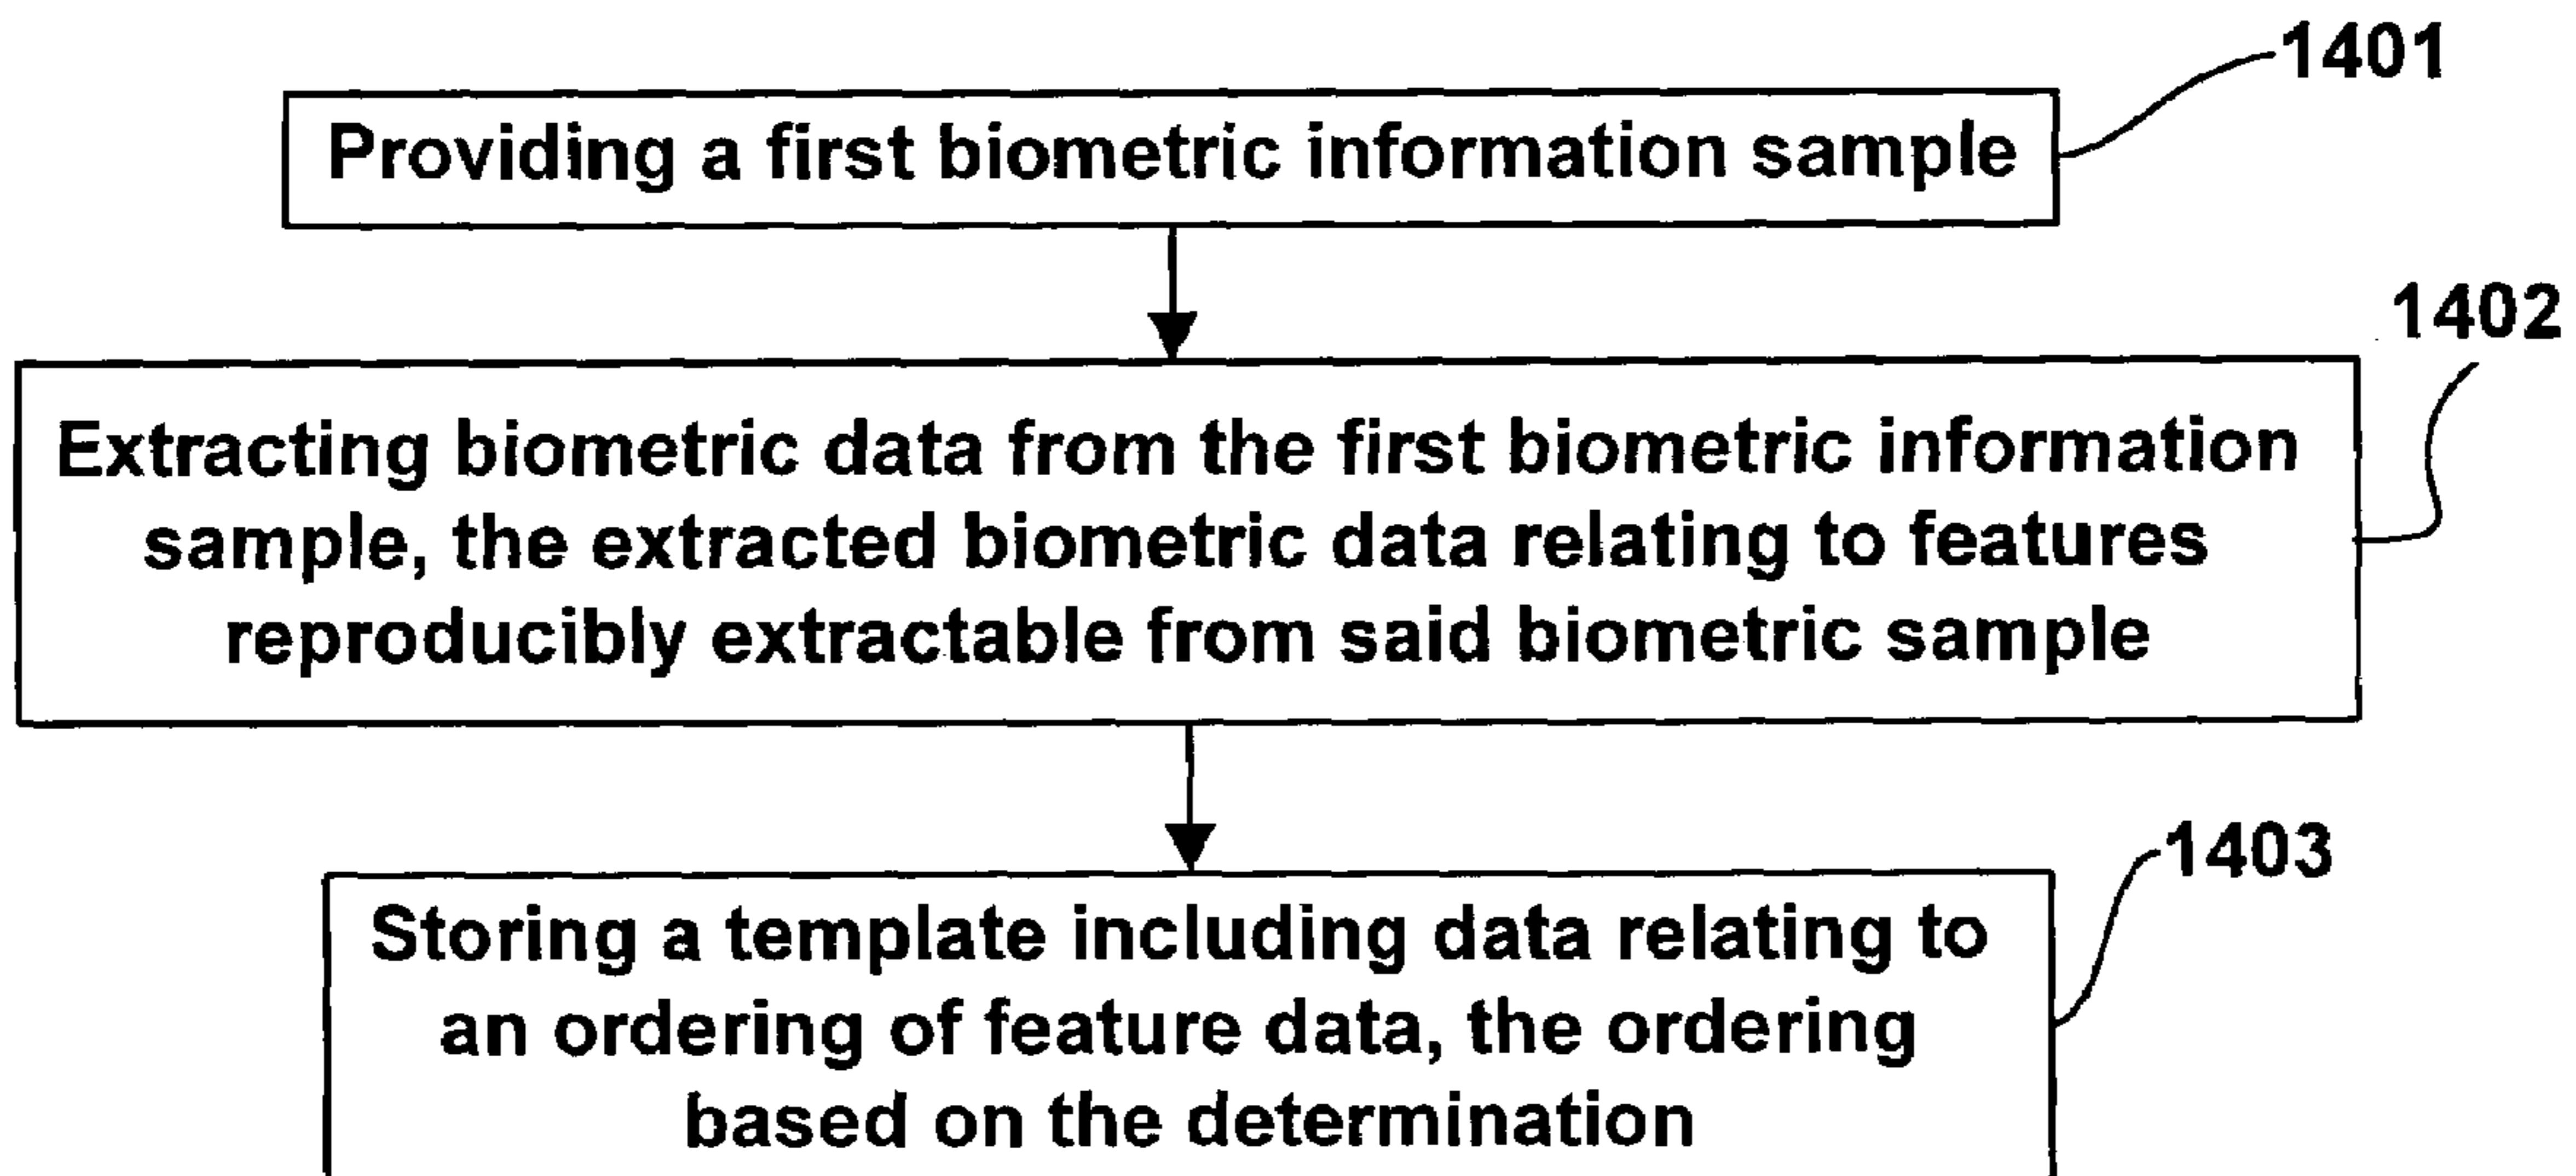 1401
Providing a first biometric information sample
1402
Extracting biometric data from the first biometric information
sample, the extracted biometric data relating to features
reproducibly extractable from said biometric sample
1403
Storing a template including data relating to
an ordering of feature data, the ordering
based on the determination